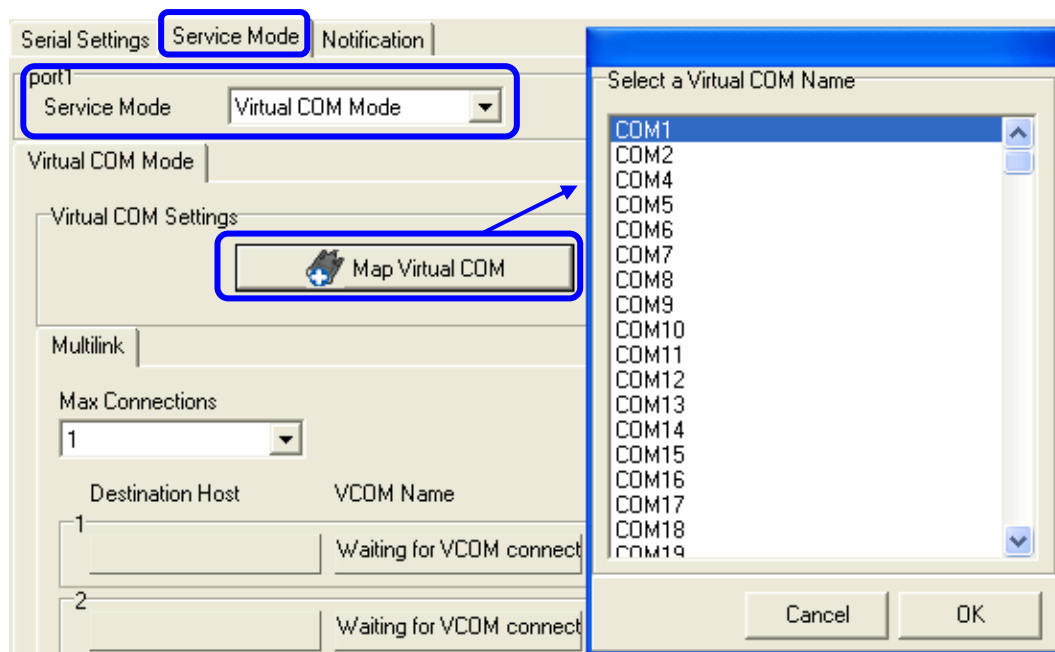 Serial Settings Service Mode Notification
port1
Service Mode Virtual COM Mode
Virtual COM Mode
Virtual COM Settings
Map Virtual COM
Multilink
Max Connections
1
Destination Host VCOM Name
1
Waiting for VCOM connect
2
Waiting for VCOM connect
Select a Virtual COM Name
COM1
COM2
COM4
COM5
COM6
COM7
COM8
COM9
COM10
COM11
COM12
COM13
COM14
COM15
COM16
COM17
COM18
COM19
Cancel OK